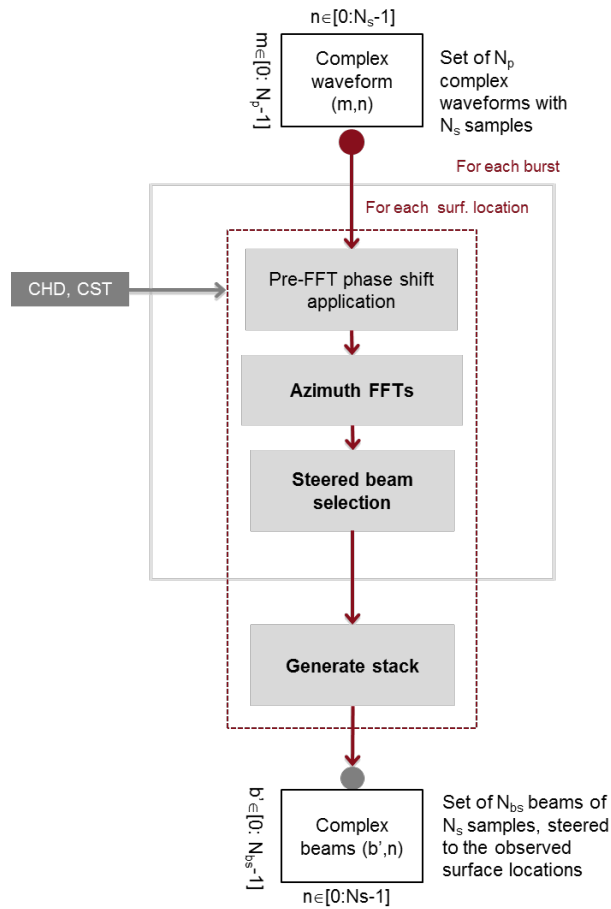 n∈[0:Nₛ-1]
m∈[0: Nₚ-1]
Complex
waveform
(m,n)
Set of Nₚ
complex
waveforms with
Nₛ samples
For each burst
For each surf. location
CHD, CST
Pre-FFT phase shift
application
Azimuth FFTs
Steered beam
selection
Generate stack
b'∈[0: N_bs-1]
Complex
beams (b',n)
Set of N_bs beams of
Nₛ samples, steered
to the observed
surface locations
n∈[0:Ns-1]